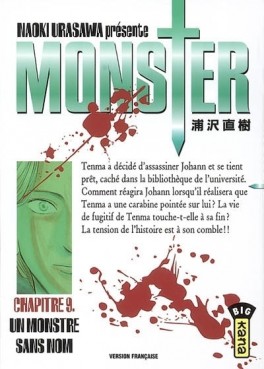 NAOKI URASAWA présente
MONSTER
浦沢直樹
Tenma a décidé d'assassiner Johann et se tient
prêt, caché dans la bibliothèque de l'université.
Comment réagira Johann lorsqu'il réalisera que
Tenma a une carabine pointée sur lui ? La vie
de fugitif de Tenma touche-t-elle à sa fin ?
La tension de l'histoire est à son comble !!
CHAPITRE 9.
UN MONSTRE
SANS NOM
BIG
kana
VERSION FRANÇAISE